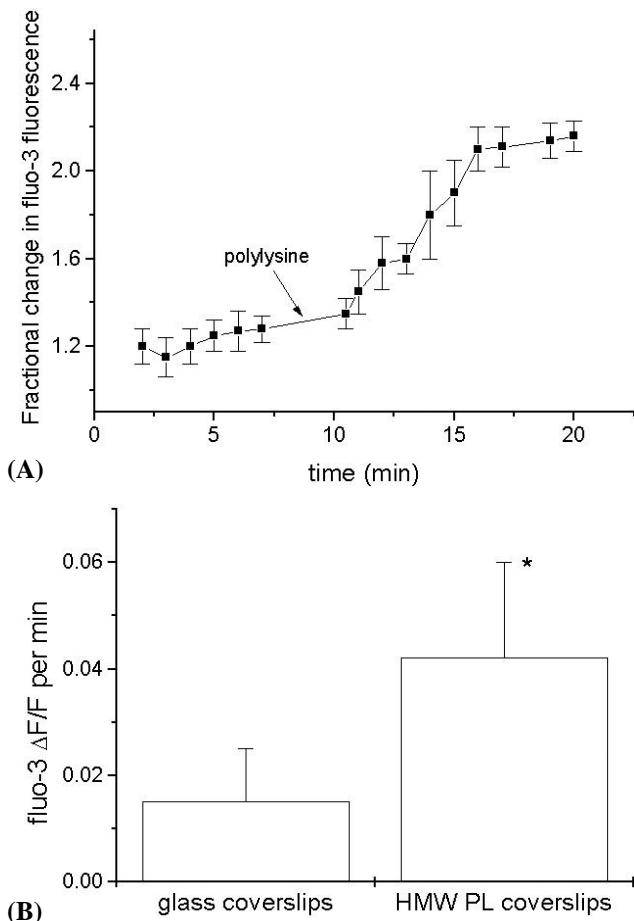 Fractional change in fluo-3 fluorescence
2.4
2.0
1.6
1.2
polylysine
0 5 10 15 20
time (min)
(A)
fluo-3 ΔF/F per min
0.06
0.04
0.02
0.00
*
glass coverslips HMW PL coverslips
(B)